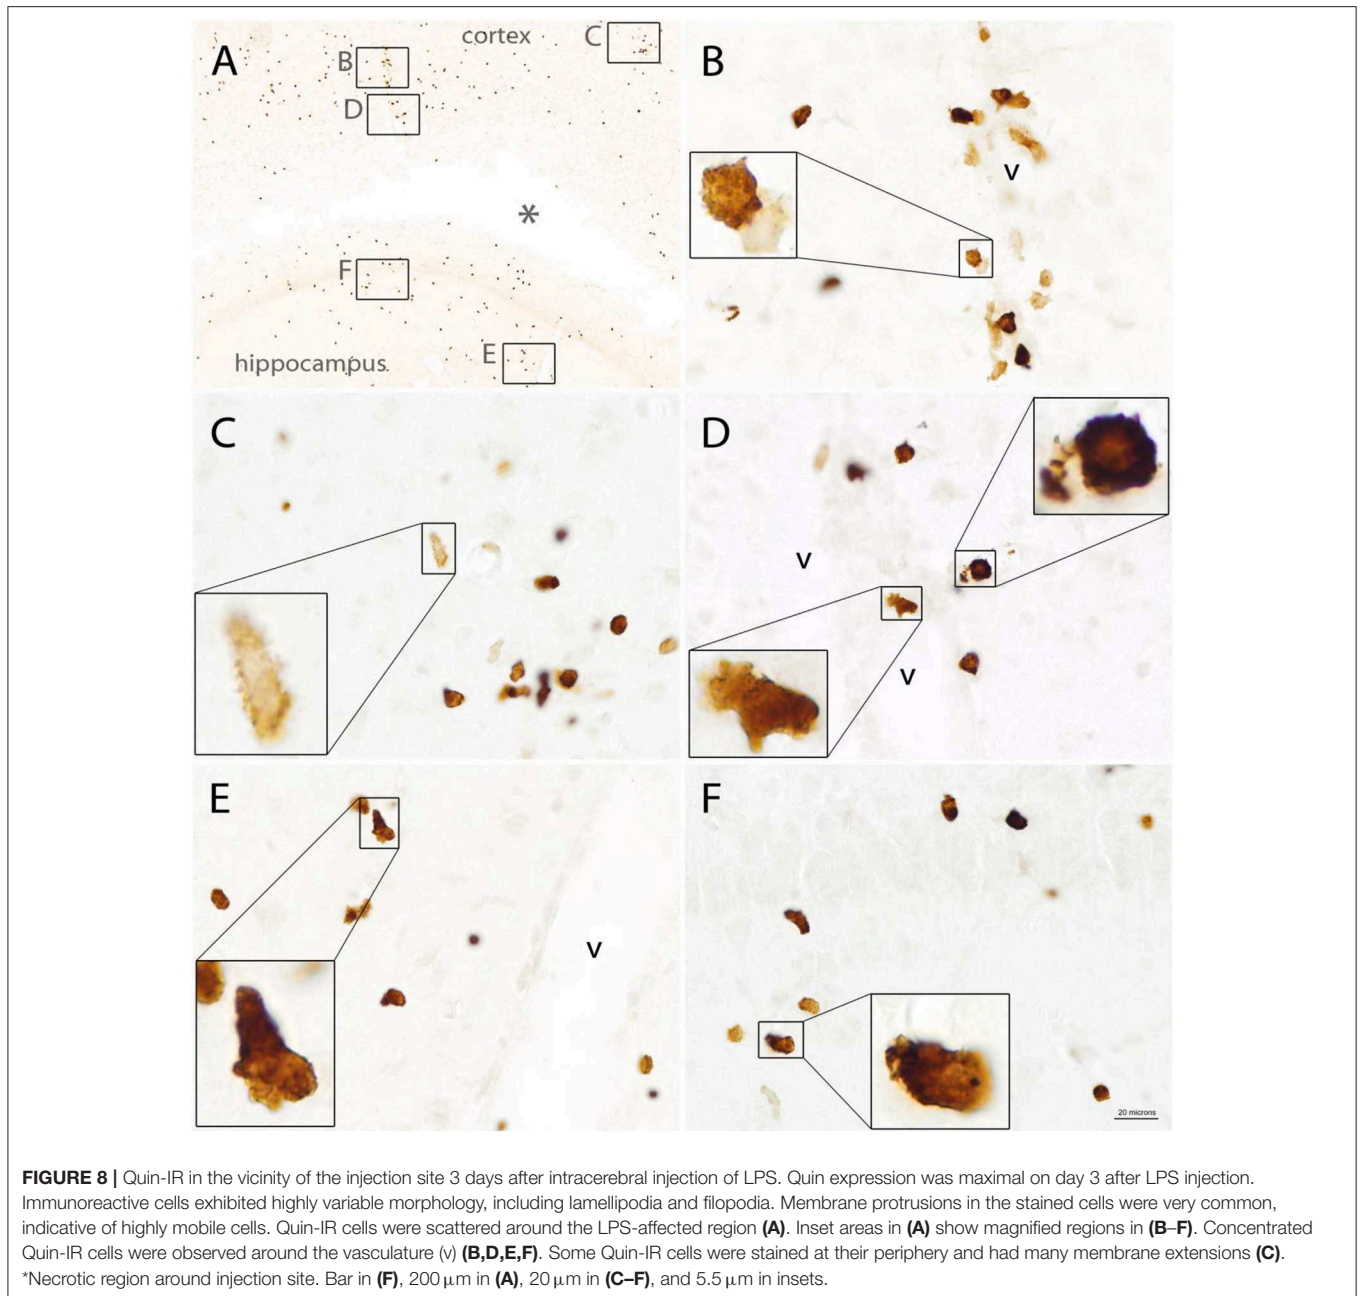 A
cortex
C
B
D
*
F
hippocampus
E
B
v
C
D
v
v
E
v
F
20 microns
FIGURE 8 | Quin-IR in the vicinity of the injection site 3 days after intracerebral injection of LPS. Quin expression was maximal on day 3 after LPS injection.
Immunoreactive cells exhibited highly variable morphology, including lamellipodia and filopodia. Membrane protrusions in the stained cells were very common,
indicative of highly mobile cells. Quin-IR cells were scattered around the LPS-affected region (A). Inset areas in (A) show magnified regions in (B–F). Concentrated
Quin-IR cells were observed around the vasculature (v) (B,D,E,F). Some Quin-IR cells were stained at their periphery and had many membrane extensions (C).
*Necrotic region around injection site. Bar in (F), 200 μm in (A), 20 μm in (C–F), and 5.5 μm in insets.